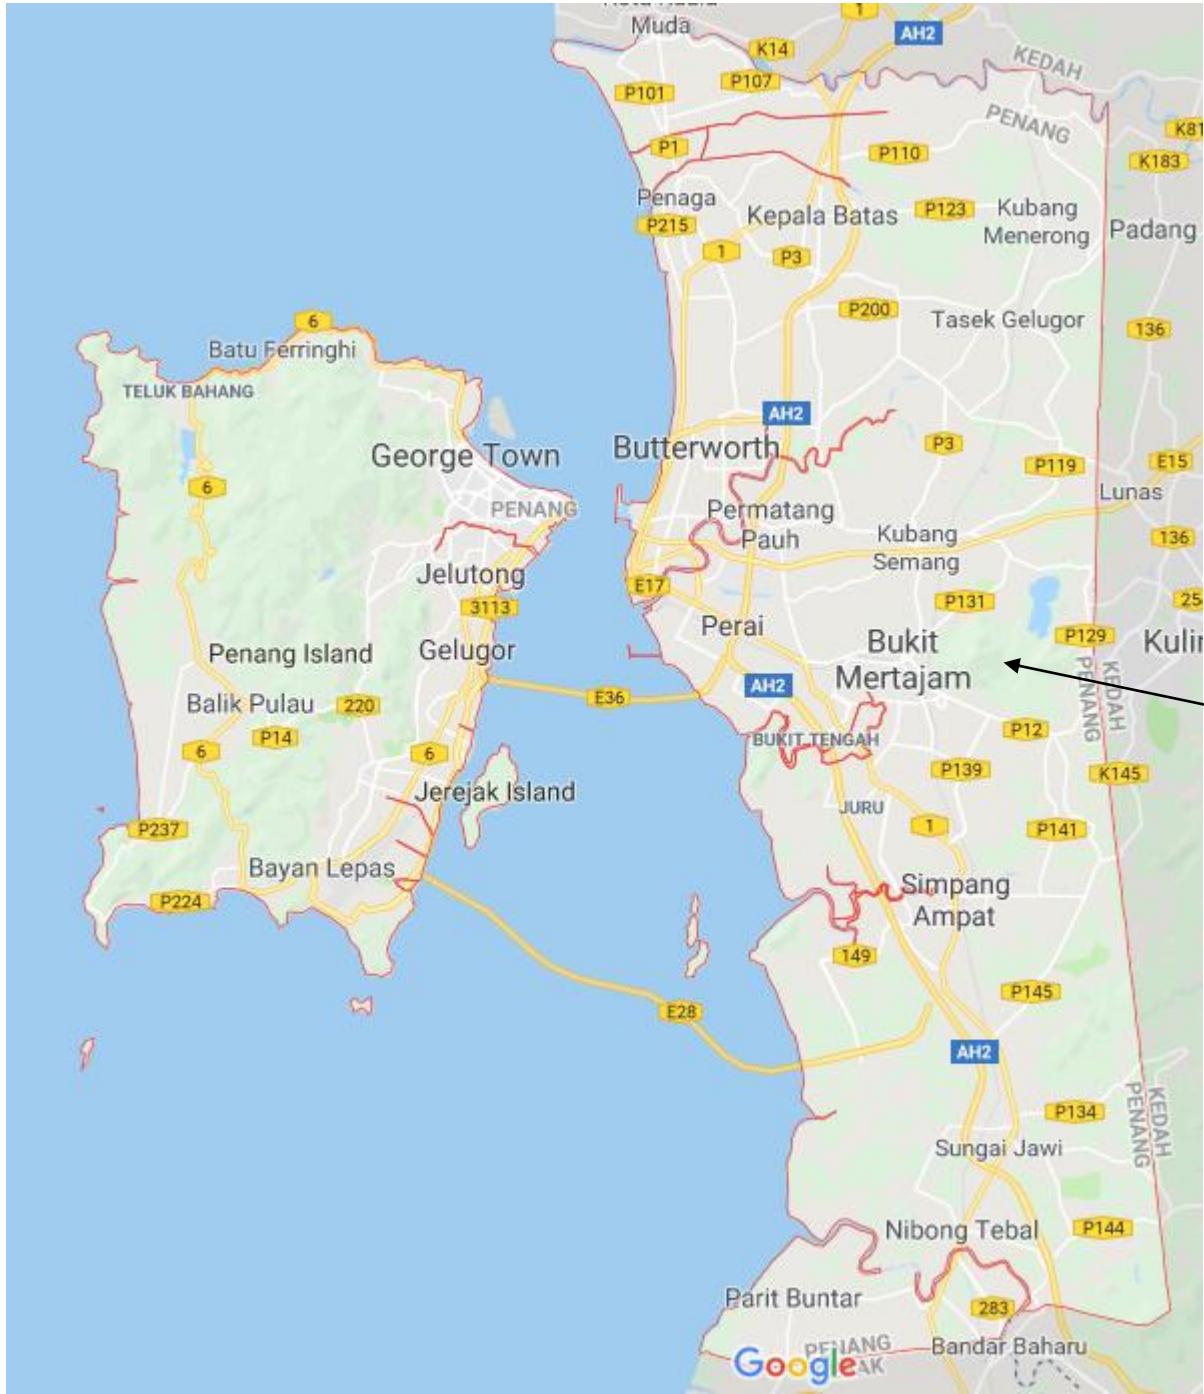 Muda
1
AH2
K14
KEDAH
P107
P101
PENANG
K81
P1
P110
K183
Penaga
Kepala Batas
P123
Kubang
Menerong
Padang
P215
1
P3
P200
Tasek Gelugor
136
6
Batu Ferringhi
TELUK BAHANG
AH2
George Town
Butterworth
P3
P119
E15
6
Lunas
PENANG
Permatang
Pauh
Kubang
Semang
136
Jelutong
E17
P131
254
3113
Perai
Bukit
Mertajam
P129
Kulir
Penang Island
Gelugor
KEDAH
PENANG
Balik Pulau
220
E36
AH2
P14
6
6
BUKIT TENGAH
P12
P139
K145
Jerejak Island
JURU
1
P141
P237
Bayan Lepas
Simpang
Ampat
P224
149
P145
E28
AH2
KEDAH
PENANG
P134
Sungai Jawi
Nibong Tebal
P144
Parit Buntar
283
Bandar Baharu
PENANG
Google